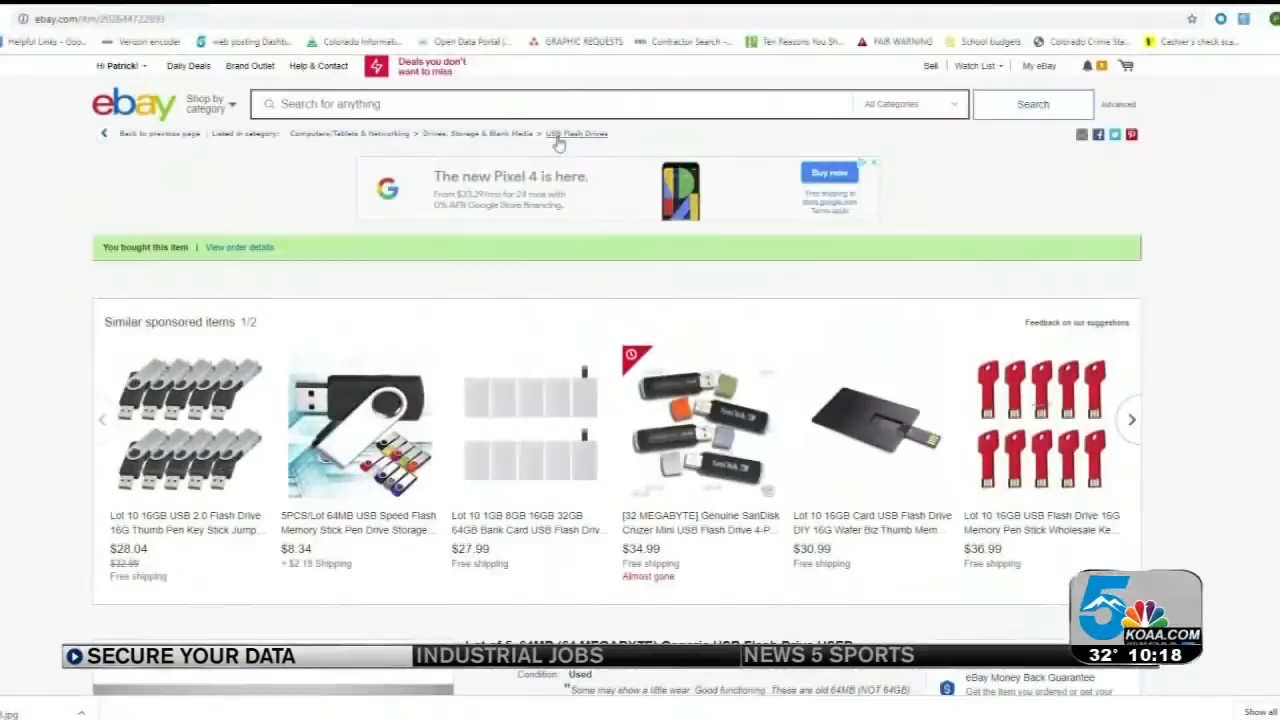 ebay.com/itm/202644722693
Helpful Links - Goo... Verizon encoder web posting Dashb... Colorado Informati... Open Data Portal |... GRAPHIC REQUESTS Contractor Search -... Ten Reasons You Sh... FAIR WARNING School budgets Colorado Crime Sta... Cashier's check sca...
Hi Patrick! Daily Deals Brand Outlet Help & Contact Deals you don't
want to miss Sell Watch List My eBay
ebay Shop by
category Search for anything All Categories Search Advanced
Back to previous page | Listed in category: Computers/Tablets & Networking > Drives, Storage & Blank Media > USB Flash Drives
The new Pixel 4 is here.
From $33.29/mo for 24 mos with
0% APR Google Store financing.
Buy now
Free shipping at
store.google.com
Terms apply
You bought this item | View order details
Similar sponsored items 1/2 Feedback on our suggestions
Lot 10 16GB USB 2.0 Flash Drive
16G Thumb Pen Key Stick Jump...
$28.04
$32.99
Free shipping
5PCS/Lot 64MB USB Speed Flash
Memory Stick Pen Drive Storage...
$8.34
+ $2.19 Shipping
Lot 10 1GB 8GB 16GB 32GB
64GB Bank Card USB Flash Driv...
$27.99
Free shipping
SanDisk
SanDisk
[32 MEGABYTE] Genuine SanDisk
Cruzer Mini USB Flash Drive 4-P...
$34.99
Free shipping
Almost gone
Lot 10 16GB Card USB Flash Drive
DIY 16G Wafer Biz Thumb Mem...
$30.99
Free shipping
Lot 10 16GB USB Flash Drive 16G
Memory Pen Stick Wholesale Ke...
$36.99
Free shipping
5
KOAA.COM
32° 10:18
Lot of 5, 64MB (64 MEGABYTE) Generic USB Flash Drive USED
SECURE YOUR DATA INDUSTRIAL JOBS NEWS 5 SPORTS
Condition Used
"Some may show a little wear. Good functioning. These are old 64MB (NOT 64GB)
eBay Money Back Guarantee
Get the item you ordered or get your
.jpg Show all